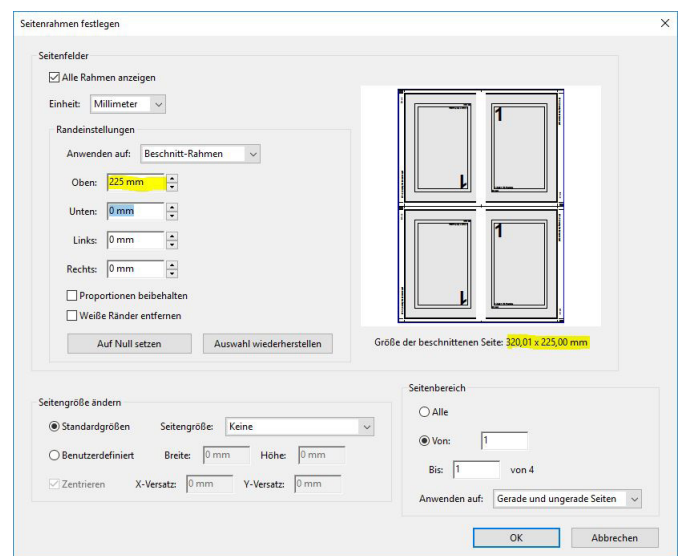 Seitenrahmen festlegen
Seitenfelder
Alle Rahmen anzeigen
Einheit: Millimeter
Randeinstellungen
Anwenden auf: Beschnitt-Rahmen
Oben: 225 mm
Unten: 0 mm
Links: 0 mm
Rechts: 0 mm
Proportionen beibehalten
Weiße Ränder entfernen
Auf Null setzen Auswahl wiederherstellen
1
1
1
1
Größe der beschnittenen Seite: 320,01 x 225,00 mm
Seitengröße ändern
Standardgrößen Seitengröße: Keine
Benutzerdefiniert Breite: 0 mm Höhe: 0 mm
Zentrieren X-Versatz: 0 mm Y-Versatz: 0 mm
Seitenbereich
Alle
Von: 1
Bis: 1 von 4
Anwenden auf: Gerade und ungerade Seiten
OK Abbrechen